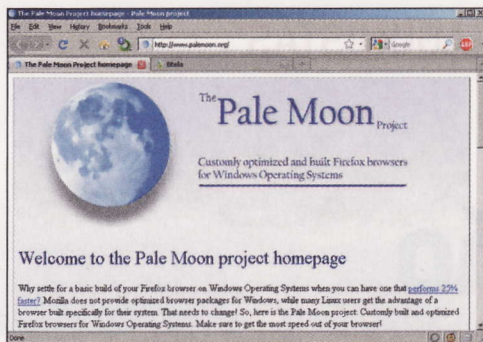 The Pale Moon Project homepage - Pale Moon project
File Edit View History Bookmarks Tools Help
http://www.palemoon.org/
Google
The Pale Moon Project homepage
The Pale Moon Project
Customly optimized and built Firefox browsers
for Windows Operating Systems
Welcome to the Pale Moon project homepage
Why settle for a basic build of your Firefox browser on Windows Operating Systems when you can have one that performs 25%
faster? Mozilla does not provide optimized browser packages for Windows, while many Linux users get the advantage of a
browser built specifically for their system. That needs to change! So, here is the Pale Moon project: Customly built and optimized
Firefox browsers for Windows Operating Systems. Make sure to get the most speed out of your browser!
Done